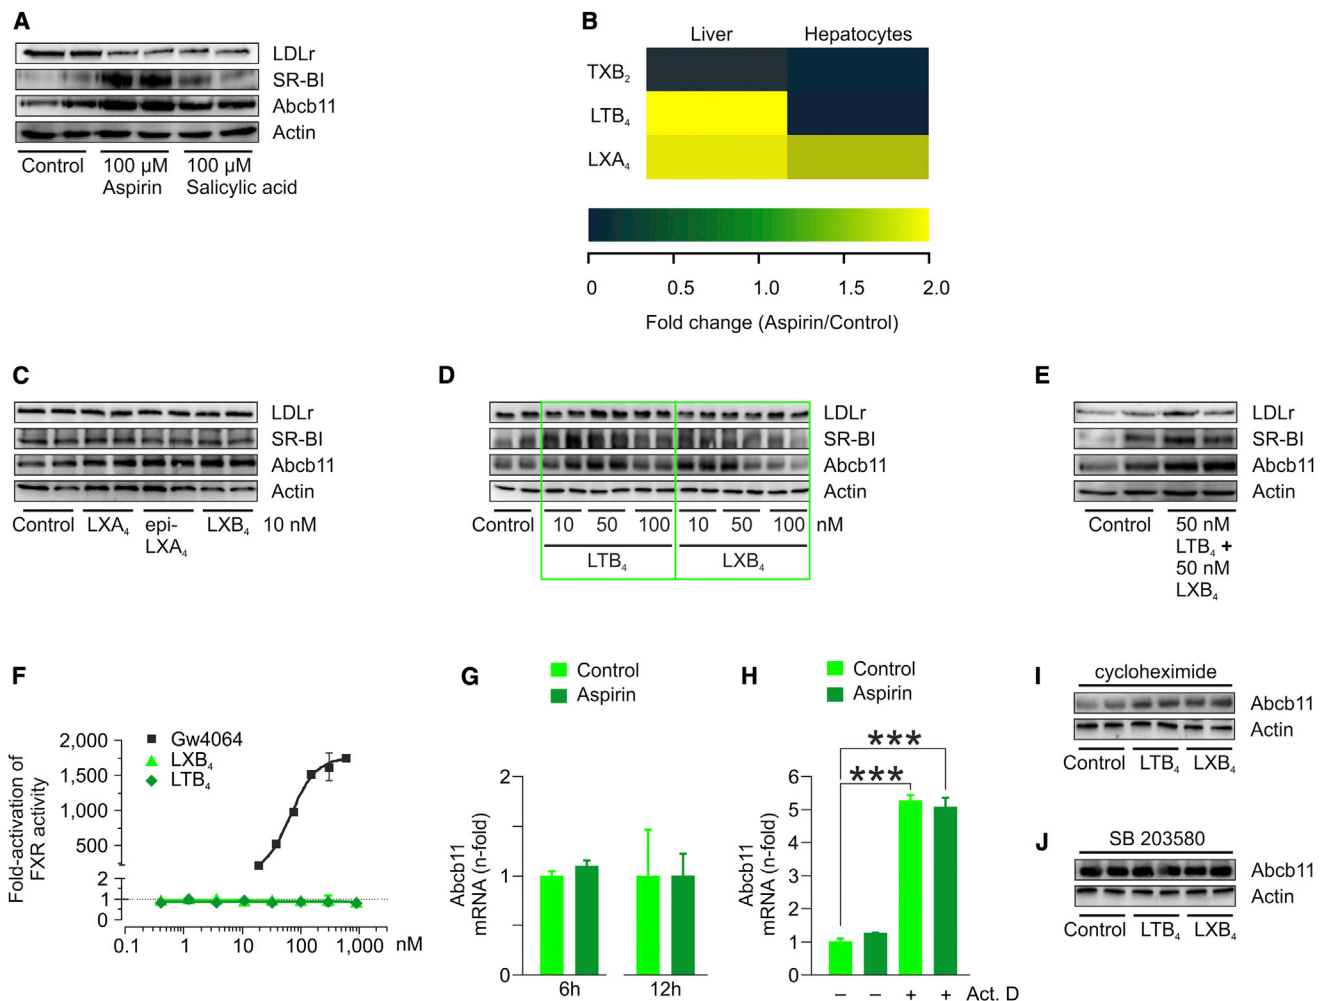 A
LDLr
SR-BI
Abcb11
Actin
Control
100 µM
Aspirin
100 µM
Salicylic acid
B
Liver
Hepatocytes
TXB2
LTB4
LXA4
0
0.5
1.0
1.5
2.0
Fold change (Aspirin/Control)
C
LDLr
SR-BI
Abcb11
Actin
Control
LXA4
epi-
LXA4
LXB4
10 nM
D
LDLr
SR-BI
Abcb11
Actin
Control
10
50
100
10
50
100
nM
LTB4
LXB4
E
LDLr
SR-BI
Abcb11
Actin
Control
50 nM
LTB4 +
50 nM
LXB4
F
Gw4064
LXB4
LTB4
Fold-activation of
FXR activity
2,000
1,500
1,000
500
2
1
0
0.1
1
10
100
1,000
nM
G
Control
Aspirin
Abcb11
mRNA (n-fold)
2
1
0
6h
12h
H
Control
Aspirin
Abcb11
mRNA (n-fold)
6
5
4
3
2
1
0
***
***
– – + + Act. D
I
cycloheximide
Abcb11
Actin
Control
LTB4
LXB4
J
SB 203580
Abcb11
Actin
Control
LTB4
LXB4